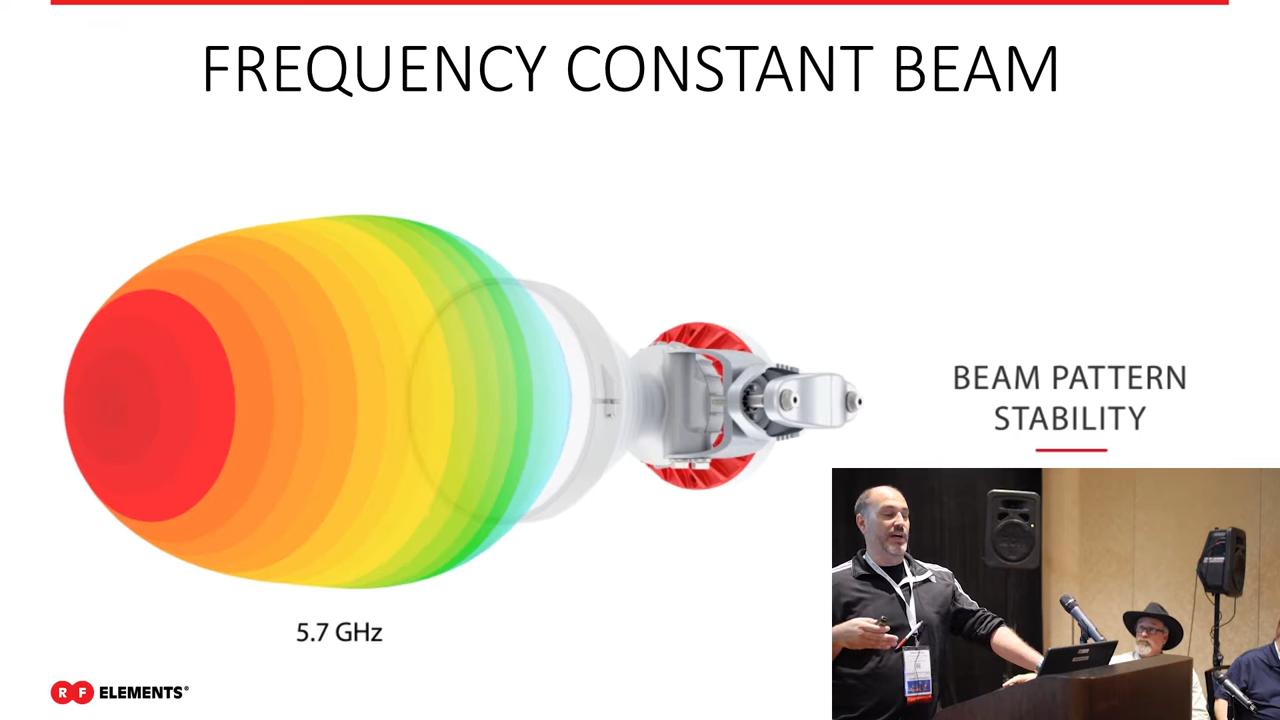 FREQUENCY CONSTANT BEAM
BEAM PATTERN
STABILITY
5.7 GHz
R F ELEMENTS®